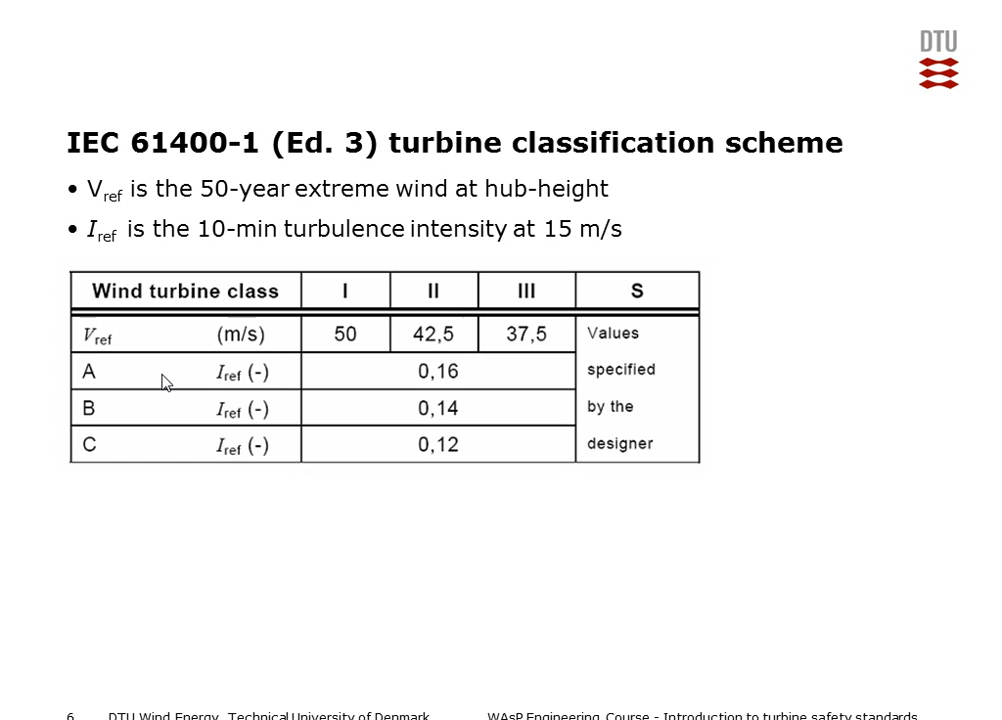 DTU
IEC 61400-1 (Ed. 3) turbine classification scheme
• Vref is the 50-year extreme wind at hub-height
• Iref is the 10-min turbulence intensity at 15 m/s
Wind turbine class I II III S
Vref (m/s) 50 42,5 37,5 Values
A Iref (-) 0,16 specified
B Iref (-) 0,14 by the
C Iref (-) 0,12 designer
6 DTU Wind Energy, Technical University of Denmark WAsP Engineering Course - Introduction to turbine safety standards